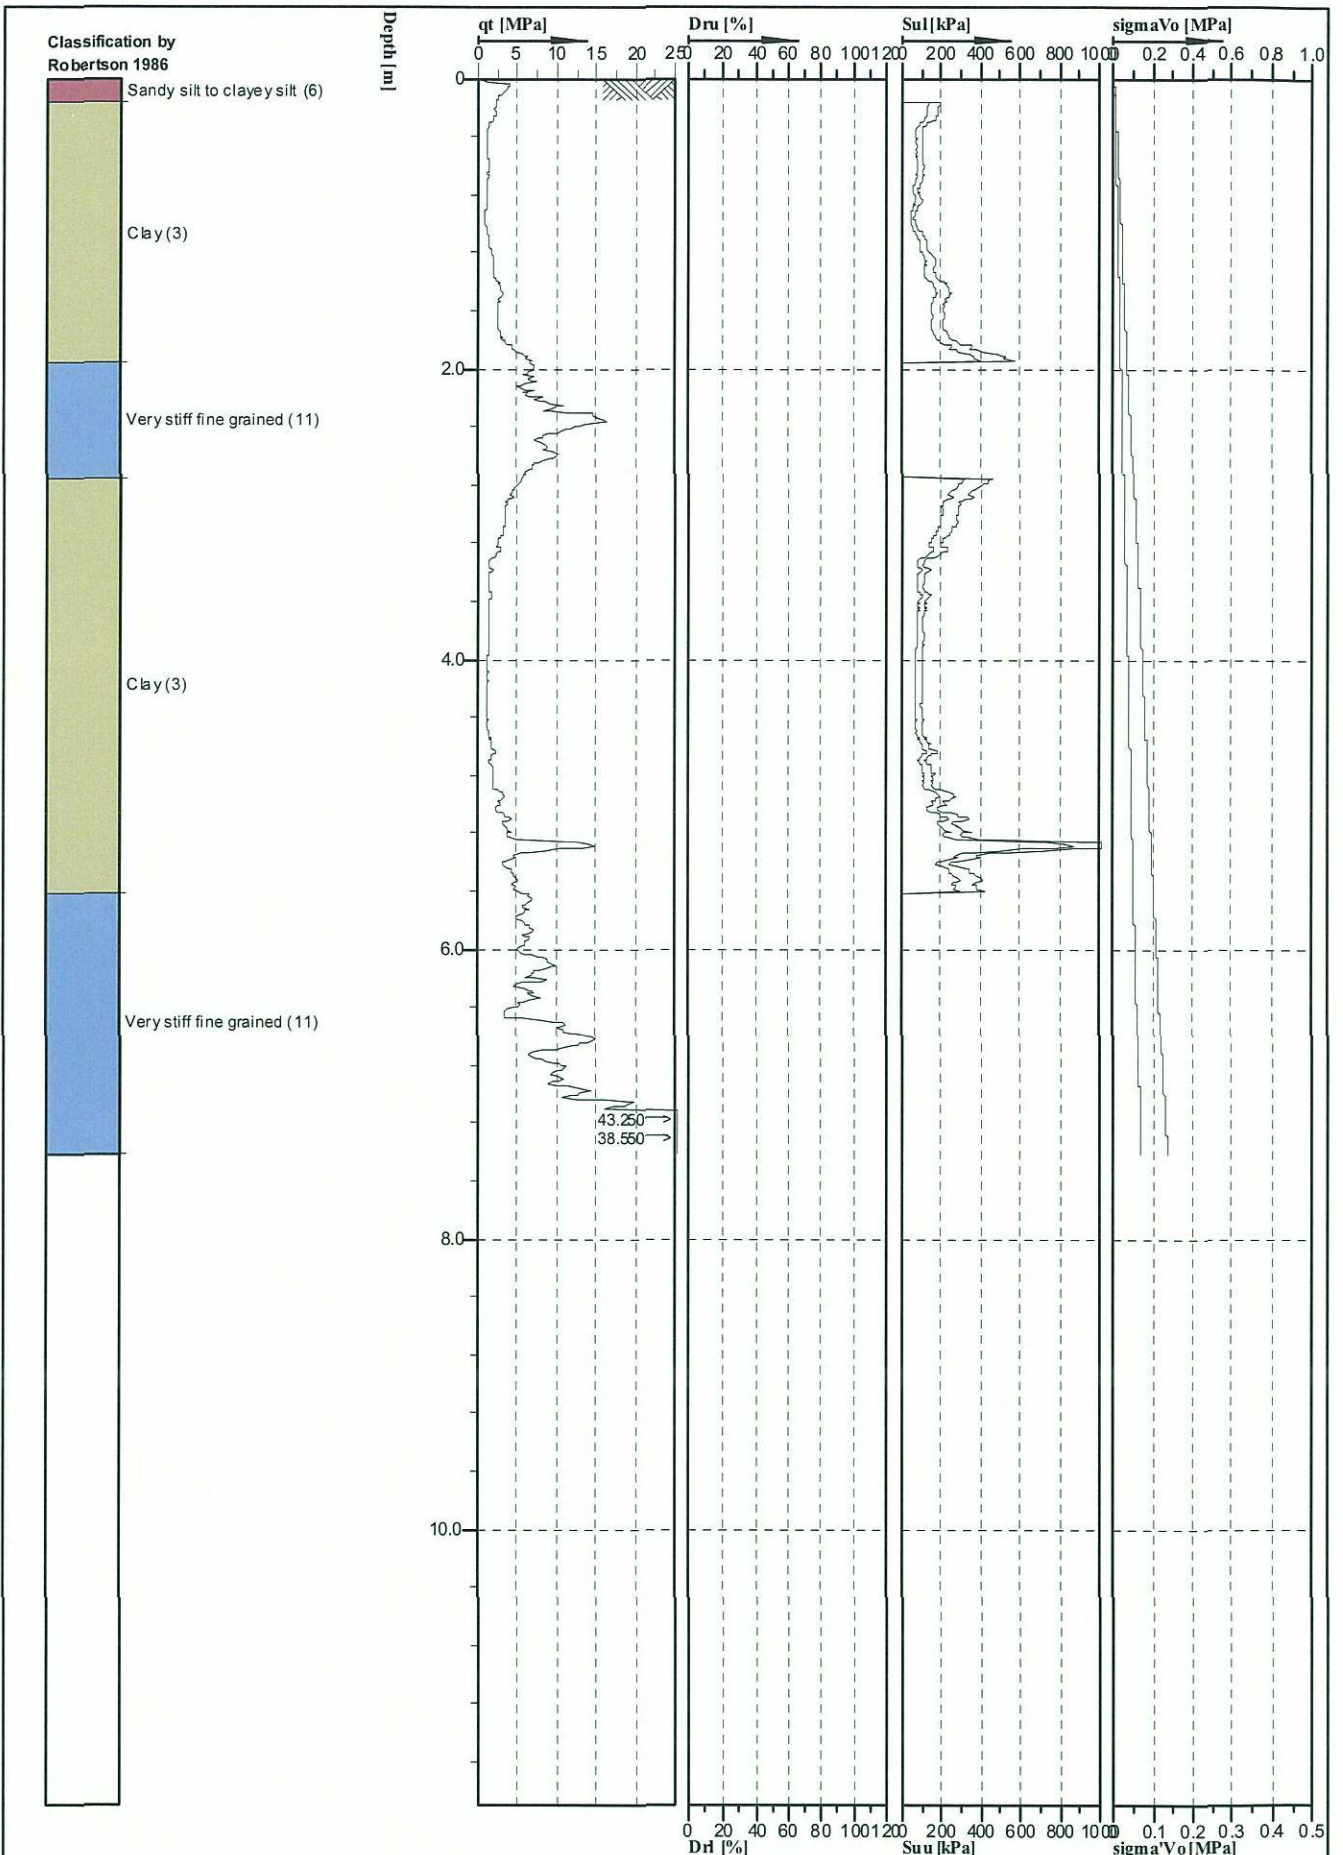 Classification by
Robertson 1986
Depth [m]
qt [MPa]
0 5 10 15 20 25
Dru [%]
0 20 40 60 80 100 120
Sul [kPa]
0 200 400 600 800 1000
sigmaVo [MPa]
0 0.2 0.4 0.6 0.8 1.0
0
Sandy silt to clayey silt (6)
Clay (3)
2.0
Very stiff fine grained (11)
4.0
Clay (3)
6.0
Very stiff fine grained (11)
43.250
38.550
8.0
10.0
0 20 40 60 80 100 120
Drl [%]
0 200 400 600 800 1000
Suu [kPa]
0 0.1 0.2 0.3 0.4 0.5
sigma'Vo [MPa]